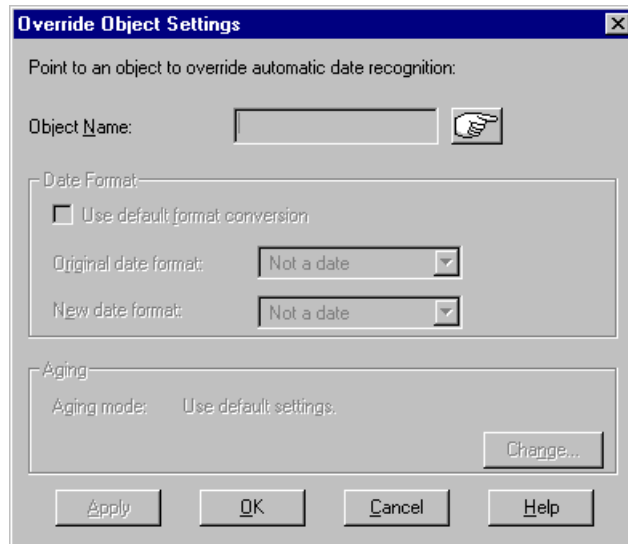 Override Object Settings
Point to an object to override automatic date recognition:
Object Name:
Date Format
Use default format conversion
Original date format: Not a date
New date format: Not a date
Aging
Aging mode: Use default settings.
Change...
Apply OK Cancel Help